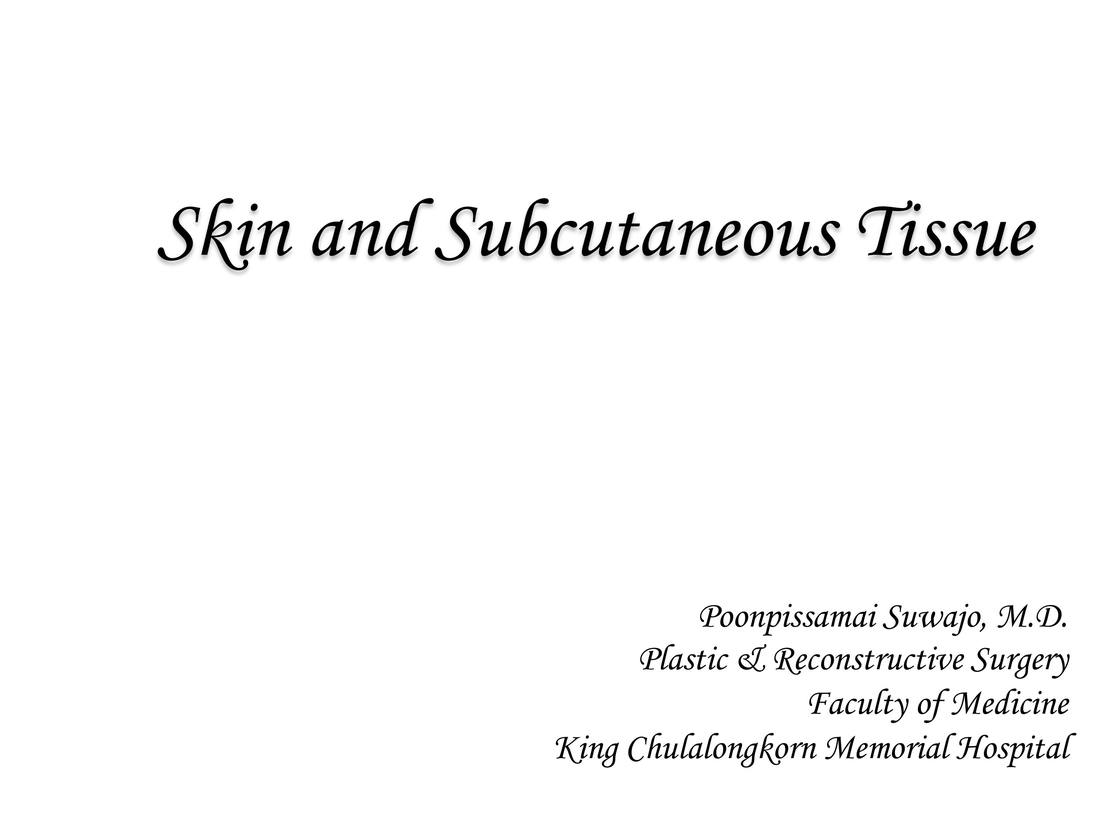 Skin and Subcutaneous Tissue
Poonpissamai Suwajo, M.D.
Plastic & Reconstructive Surgery
Faculty of Medicine
King Chulalongkorn Memorial Hospital